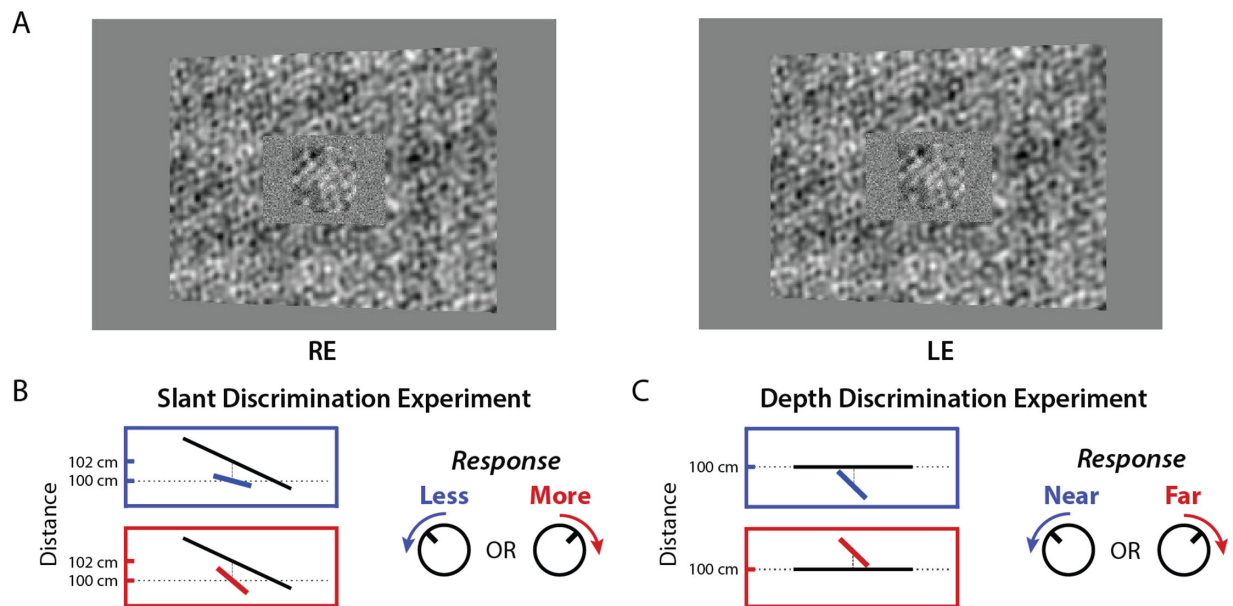 A
RE
LE
B
Slant Discrimination Experiment
102 cm
100 cm
102 cm
100 cm
Distance
Response
Less
More
OR
C
Depth Discrimination Experiment
100 cm
100 cm
Distance
Response
Near
Far
OR